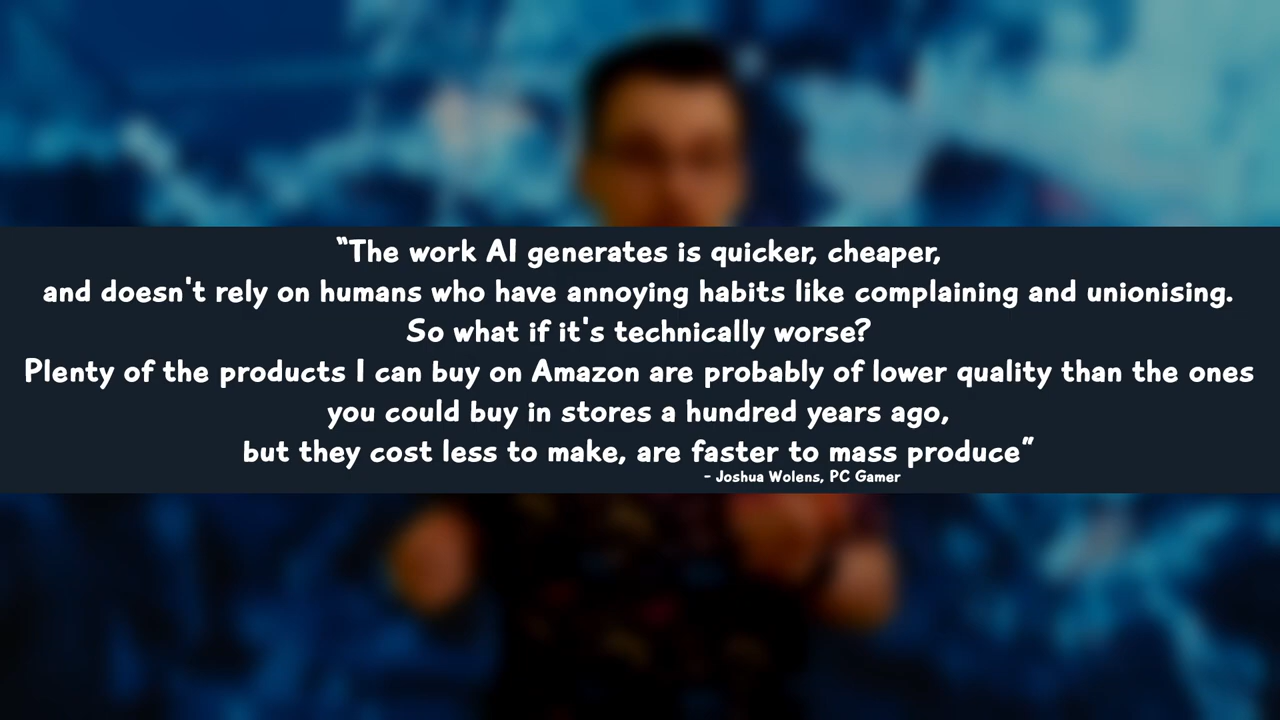 "The work AI generates is quicker, cheaper,
and doesn't rely on humans who have annoying habits like complaining and unionising.
So what if it's technically worse?
Plenty of the products I can buy on Amazon are probably of lower quality than the ones
you could buy in stores a hundred years ago,
but they cost less to make, are faster to mass produce"
- Joshua Wolens, PC Gamer